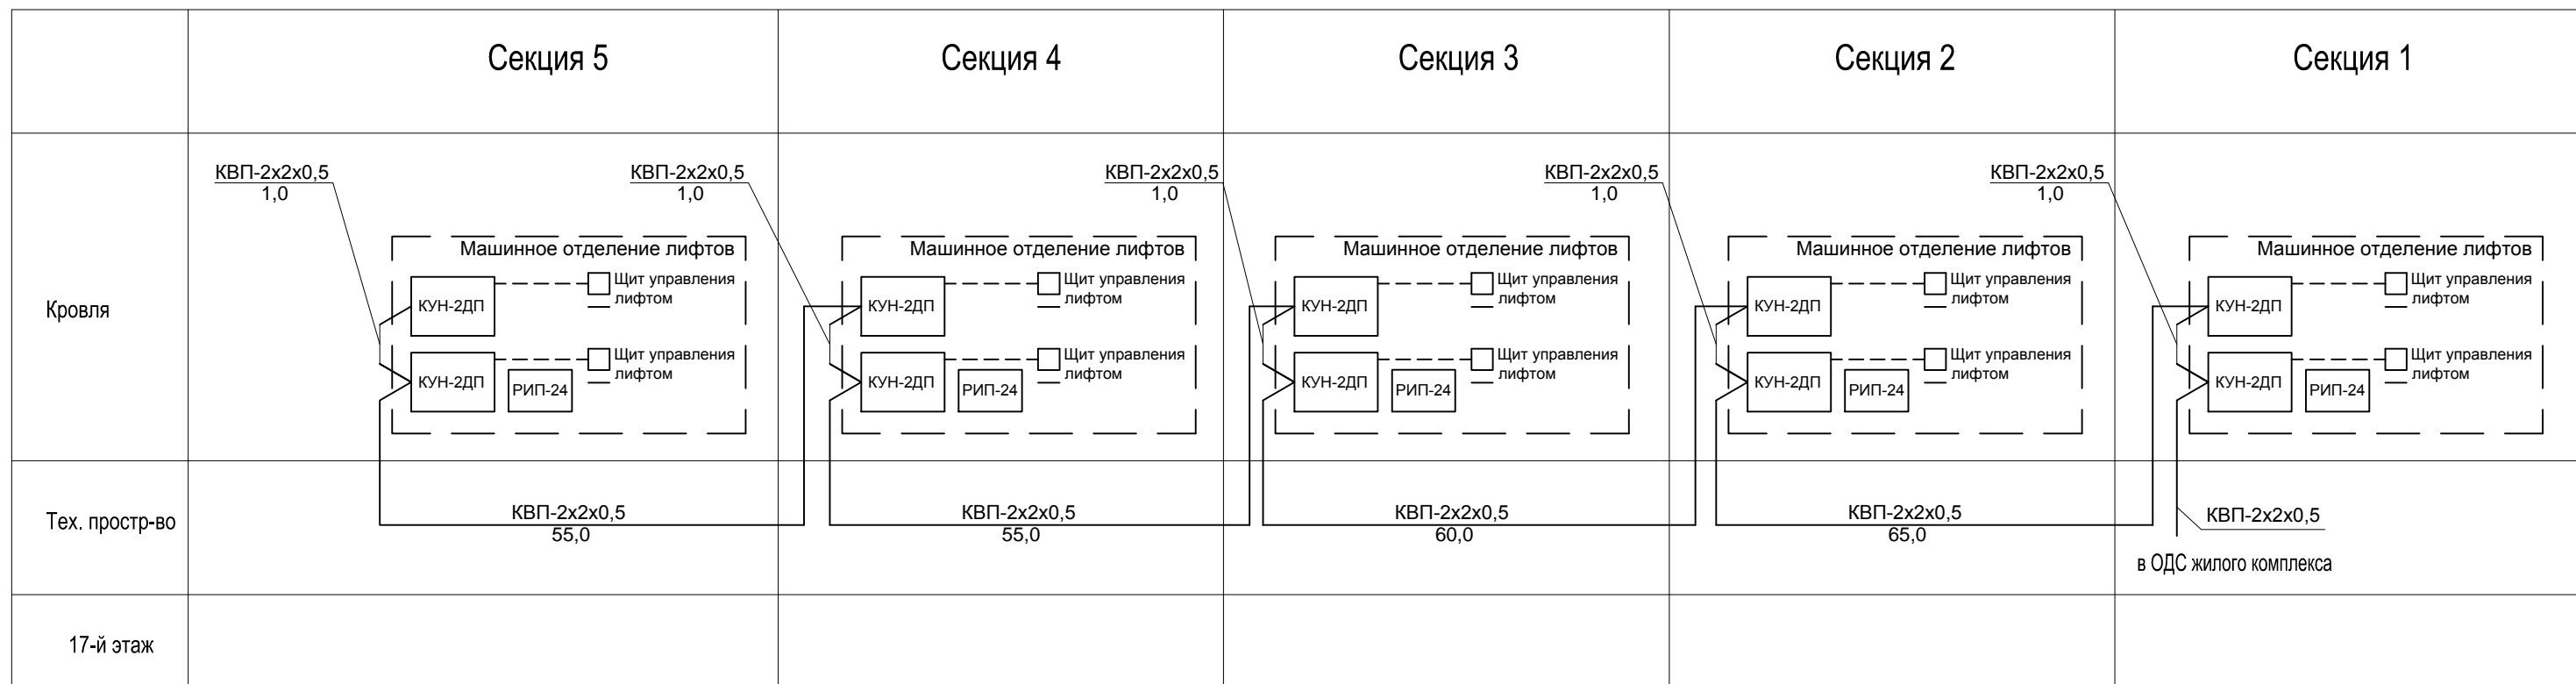 Секция 5
Секция 4
Секция 3
Секция 2
Секция 1
Кровля
КВП-2х2х0,5
1,0
Машинное отделение лифтов
КУН-2ДП
Щит управления
лифтом
КУН-2ДП
РИП-24
Щит управления
лифтом
КВП-2х2х0,5
1,0
Машинное отделение лифтов
КУН-2ДП
Щит управления
лифтом
КУН-2ДП
РИП-24
Щит управления
лифтом
КВП-2х2х0,5
1,0
Машинное отделение лифтов
КУН-2ДП
Щит управления
лифтом
КУН-2ДП
РИП-24
Щит управления
лифтом
КВП-2х2х0,5
1,0
Машинное отделение лифтов
КУН-2ДП
Щит управления
лифтом
КУН-2ДП
РИП-24
Щит управления
лифтом
КВП-2х2х0,5
1,0
Машинное отделение лифтов
КУН-2ДП
Щит управления
лифтом
КУН-2ДП
РИП-24
Щит управления
лифтом
Тех. простр-во
КВП-2х2х0,5
55,0
КВП-2х2х0,5
55,0
КВП-2х2х0,5
60,0
КВП-2х2х0,5
65,0
КВП-2х2х0,5
в ОДС жилого комплекса
17-й этаж